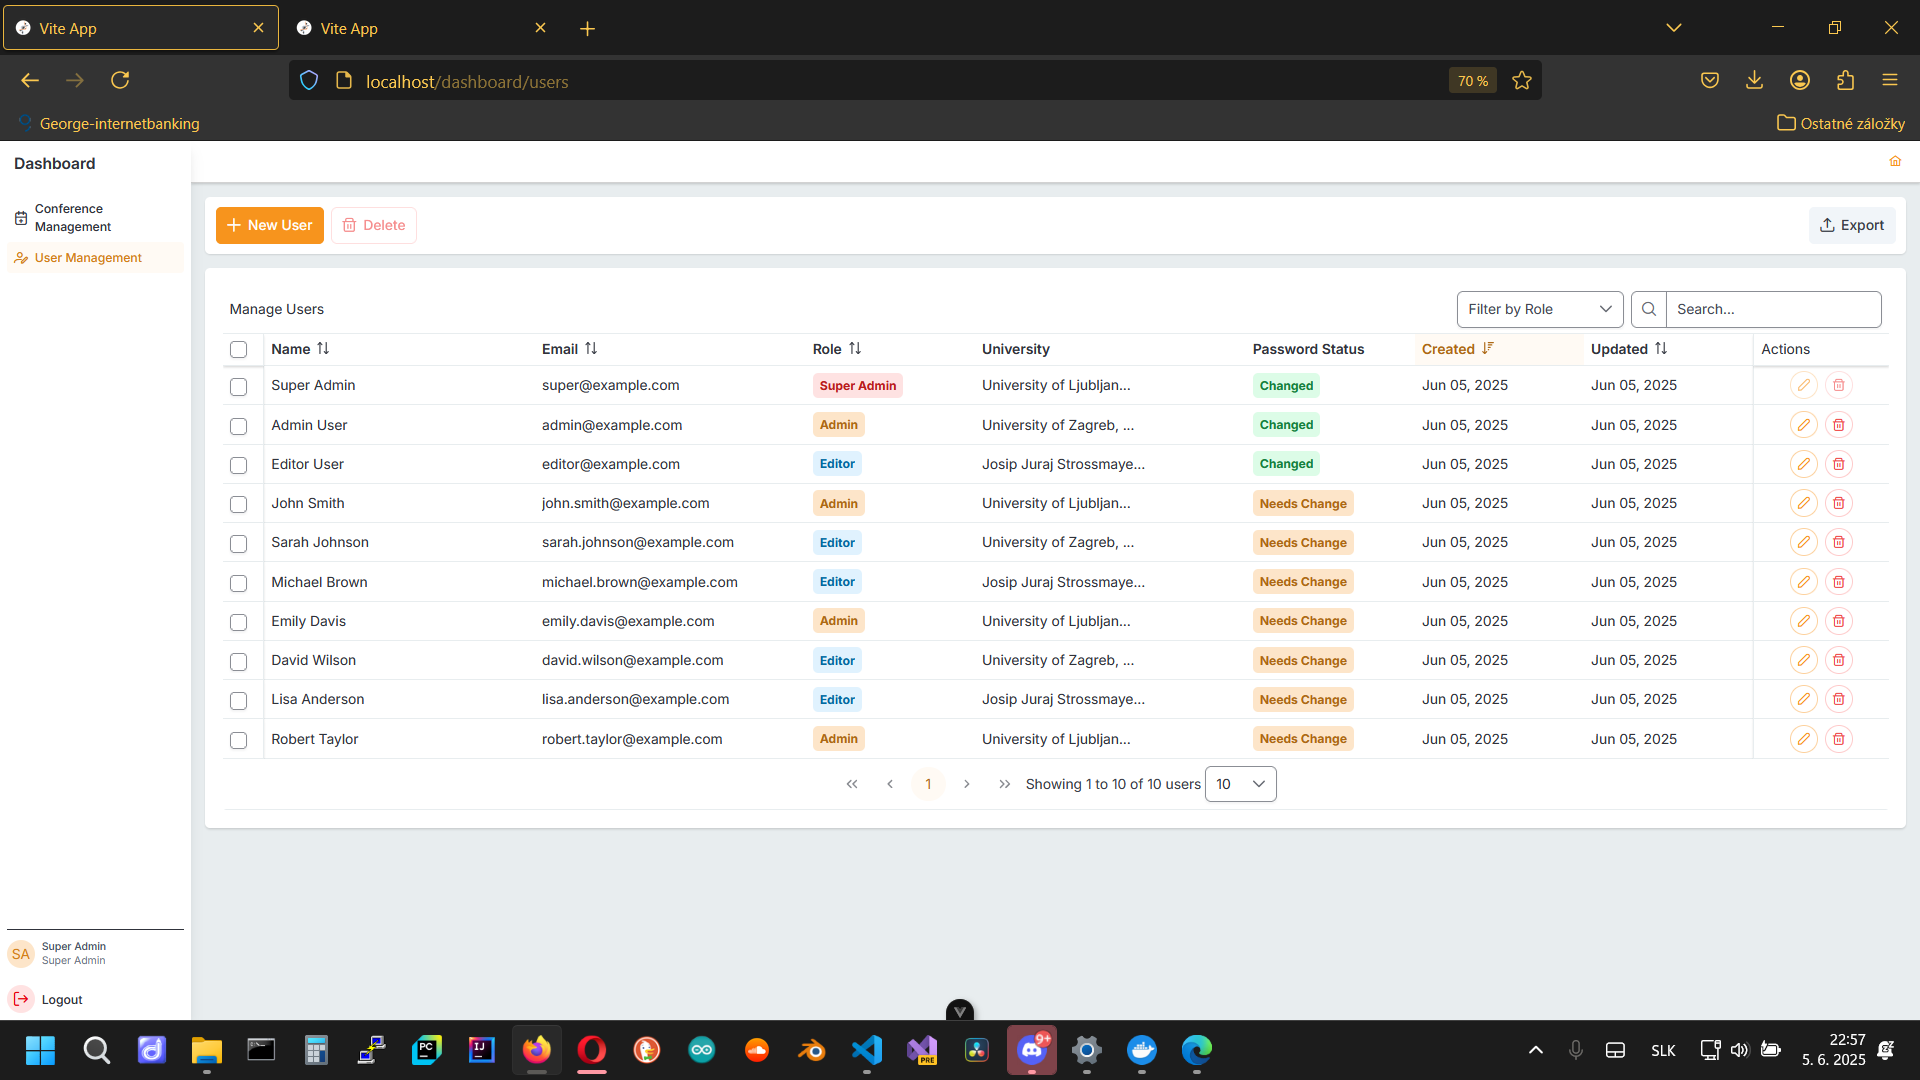 Vite App
Vite App
localhost/dashboard/users
70 %
George-internetbanking
Ostatné záložky
Dashboard
Conference
Management
User Management
New User
Delete
Export
Manage Users
Filter by Role
Search...
Name Email Role University Password Status Created Updated Actions
Super Admin super@example.com Super Admin University of Ljubljan... Changed Jun 05, 2025 Jun 05, 2025
Admin User admin@example.com Admin University of Zagreb, ... Changed Jun 05, 2025 Jun 05, 2025
Editor User editor@example.com Editor Josip Juraj Strossmaye... Changed Jun 05, 2025 Jun 05, 2025
John Smith john.smith@example.com Admin University of Ljubljan... Needs Change Jun 05, 2025 Jun 05, 2025
Sarah Johnson sarah.johnson@example.com Editor University of Zagreb, ... Needs Change Jun 05, 2025 Jun 05, 2025
Michael Brown michael.brown@example.com Editor Josip Juraj Strossmaye... Needs Change Jun 05, 2025 Jun 05, 2025
Emily Davis emily.davis@example.com Admin University of Ljubljan... Needs Change Jun 05, 2025 Jun 05, 2025
David Wilson david.wilson@example.com Editor University of Zagreb, ... Needs Change Jun 05, 2025 Jun 05, 2025
Lisa Anderson lisa.anderson@example.com Editor Josip Juraj Strossmaye... Needs Change Jun 05, 2025 Jun 05, 2025
Robert Taylor robert.taylor@example.com Admin University of Ljubljan... Needs Change Jun 05, 2025 Jun 05, 2025
1 Showing 1 to 10 of 10 users 10
SA Super Admin
Super Admin
Logout
PC
IJ
PRE
9+
SLK
22:57
5. 6. 2025